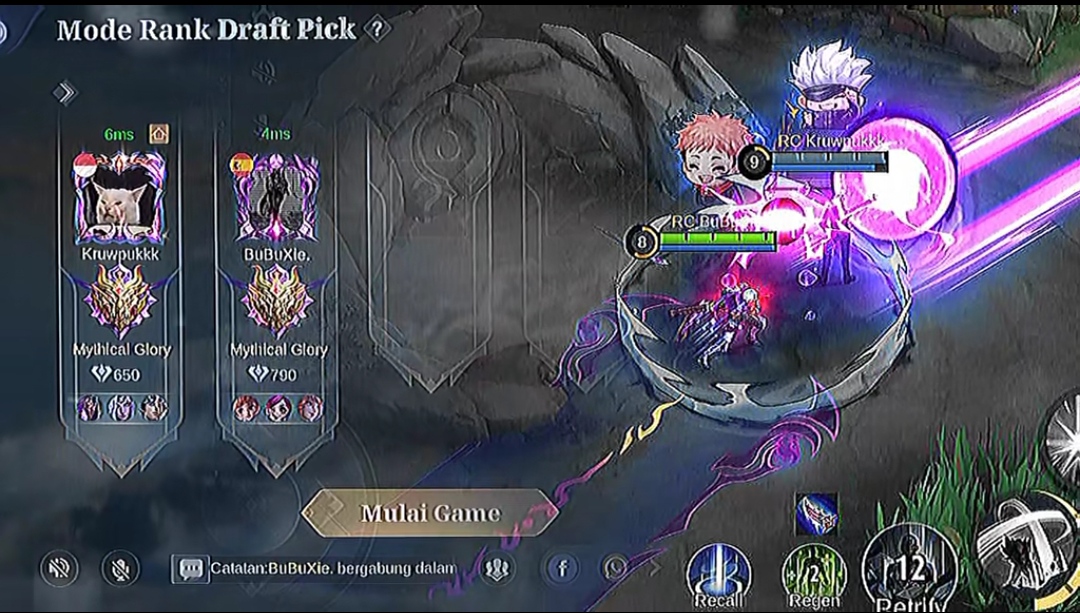 Mode Rank Draft Pick ?
6ms
4ms
RC Kruwpukkk
9
RC BuBu
8
Kruwpukkk
BuBuXie.
Mythical Glory
Mythical Glory
650
790
Mulai Game
Catatan:BuBuXie. bergabung dalam
f
2
12
Recall
Regen
Retrify